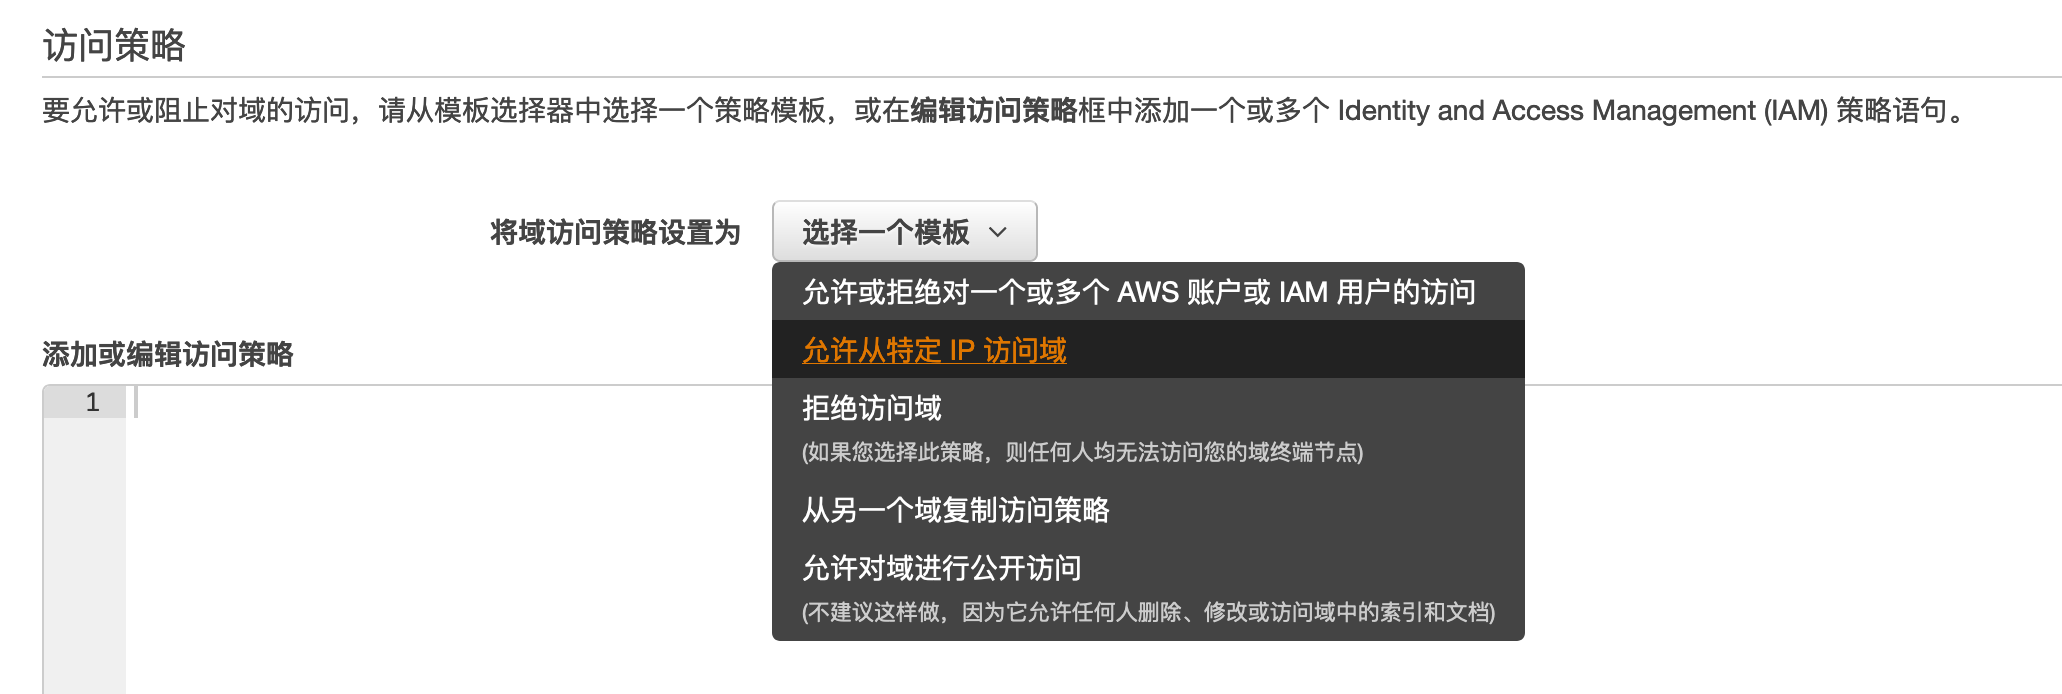 访问策略
要允许或阻止对域的访问，请从模板选择器中选择一个策略模板，或在编辑访问策略框中添加一个或多个 Identity and Access Management (IAM) 策略语句。
将域访问策略设置为 选择一个模板
允许或拒绝对一个或多个 AWS 账户或 IAM 用户的访问
允许从特定 IP 访问域
拒绝访问域
(如果您选择此策略，则任何人均无法访问您的域终端节点)
从另一个域复制访问策略
允许对域进行公开访问
(不建议这样做，因为它允许任何人删除、修改或访问域中的索引和文档)
添加或编辑访问策略
1